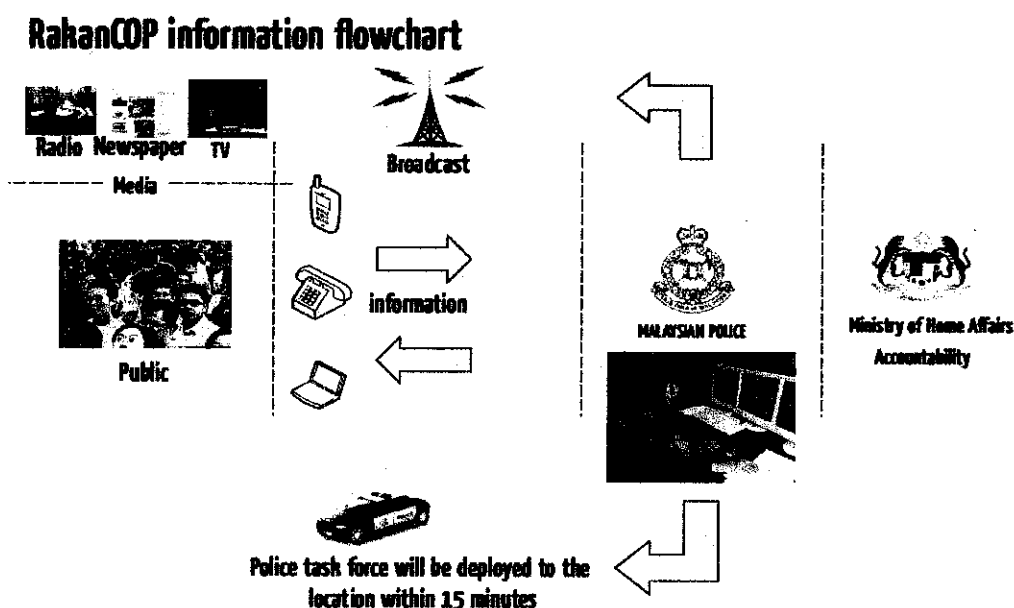 RakanCOP information flowchart
Radio Newspaper TV
Broadcast
Media
information
MALAYSIAN POLICE
Ministry of Home Affairs
Accountability
Public
Police task force will be deployed to the
location within 15 minutes